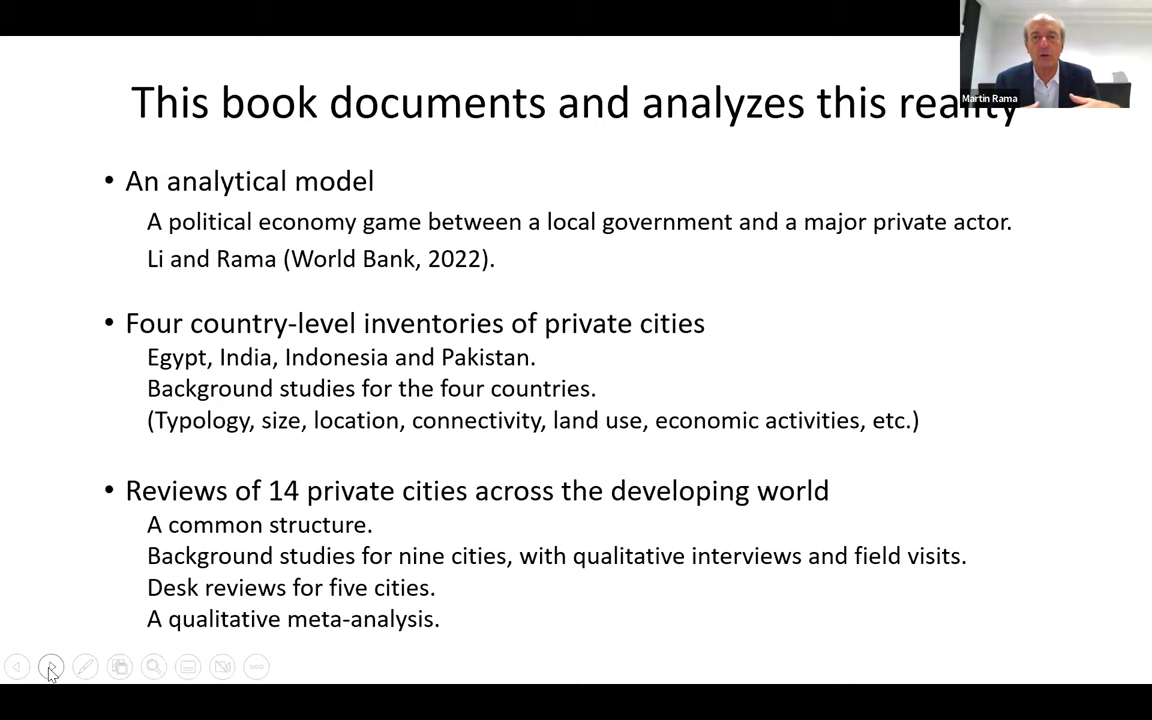 Martin Rama
This book documents and analyzes this reality
• An analytical model
A political economy game between a local government and a major private actor.
Li and Rama (World Bank, 2022).
• Four country-level inventories of private cities
Egypt, India, Indonesia and Pakistan.
Background studies for the four countries.
(Typology, size, location, connectivity, land use, economic activities, etc.)
• Reviews of 14 private cities across the developing world
A common structure.
Background studies for nine cities, with qualitative interviews and field visits.
Desk reviews for five cities.
A qualitative meta-analysis.